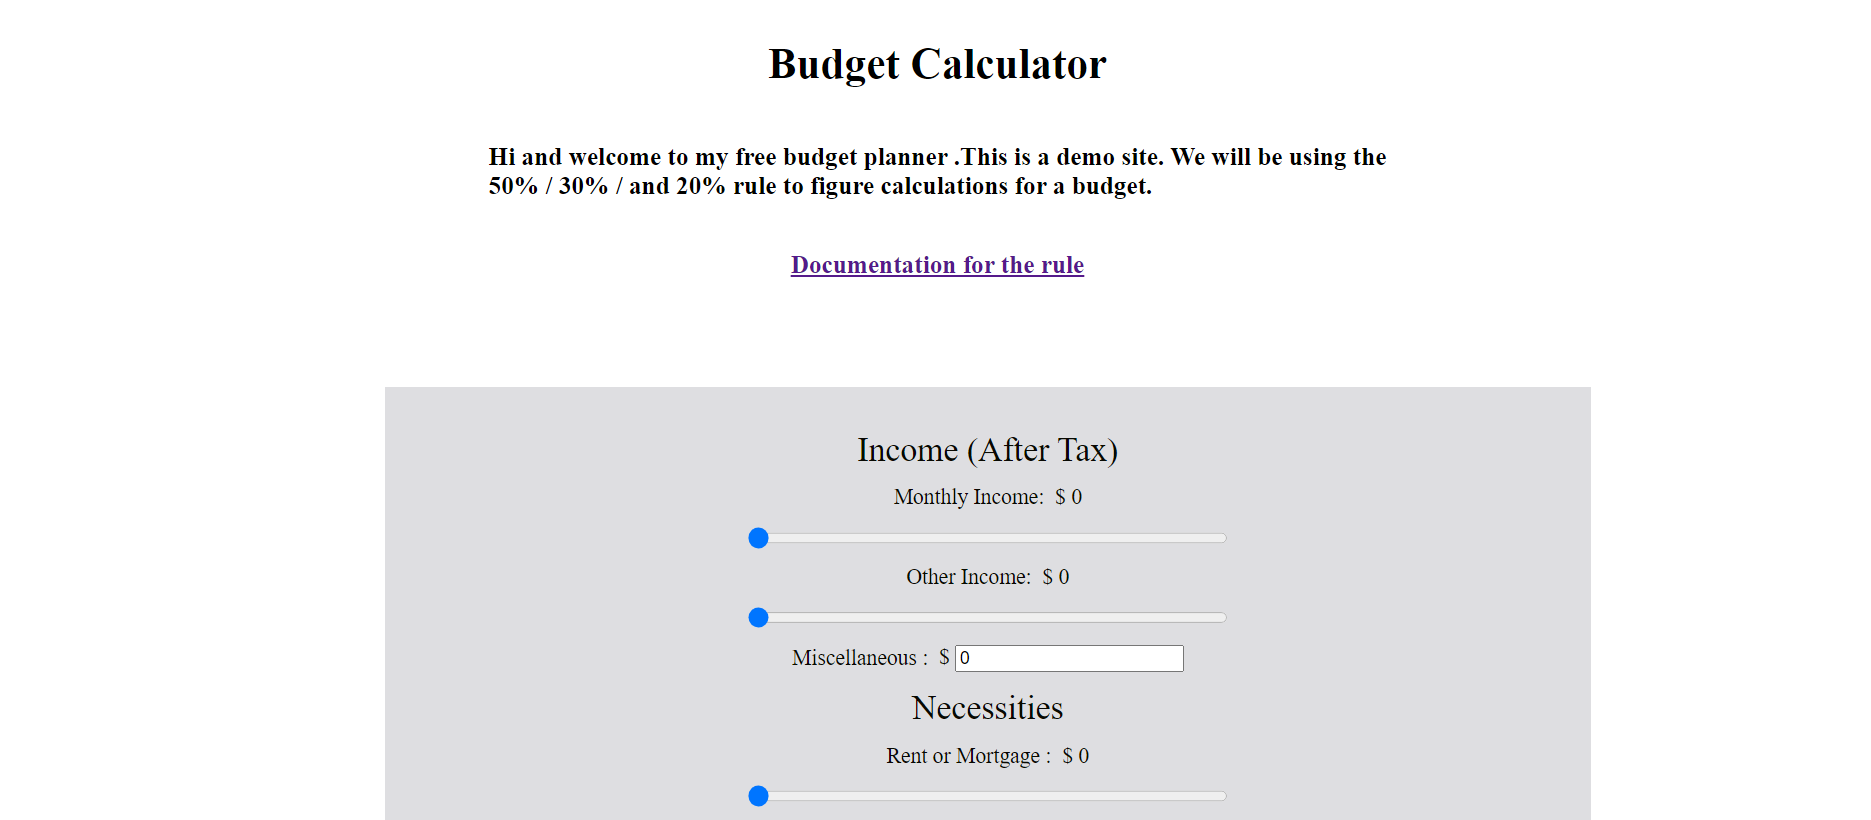 Budget Calculator
Hi and welcome to my free budget planner .This is a demo site. We will be using the
50% / 30% / and 20% rule to figure calculations for a budget.
Documentation for the rule
Income (After Tax)
Monthly Income: $ 0
Other Income: $ 0
Miscellaneous : $ 0
Necessities
Rent or Mortgage : $ 0